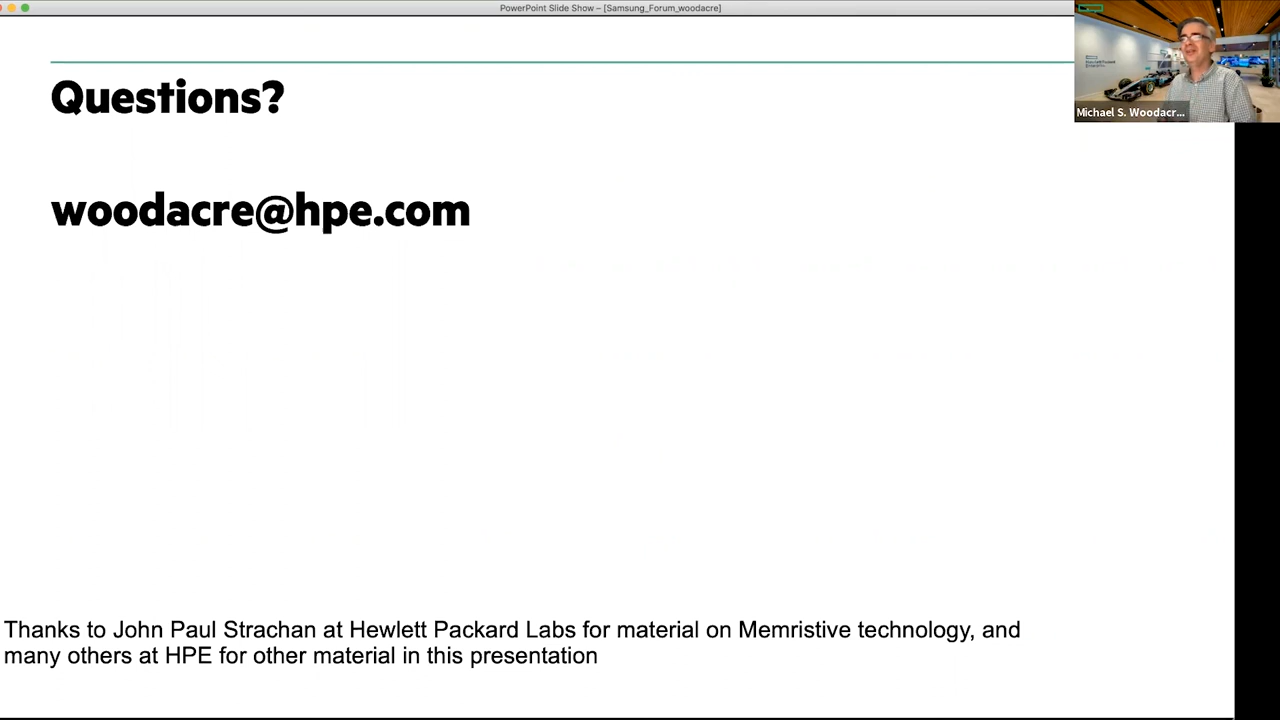 PowerPoint Slide Show – [Samsung_Forum_woodacre]
Questions?
woodacre@hpe.com
Michael S. Woodacr...
Thanks to John Paul Strachan at Hewlett Packard Labs for material on Memristive technology, and
many others at HPE for other material in this presentation